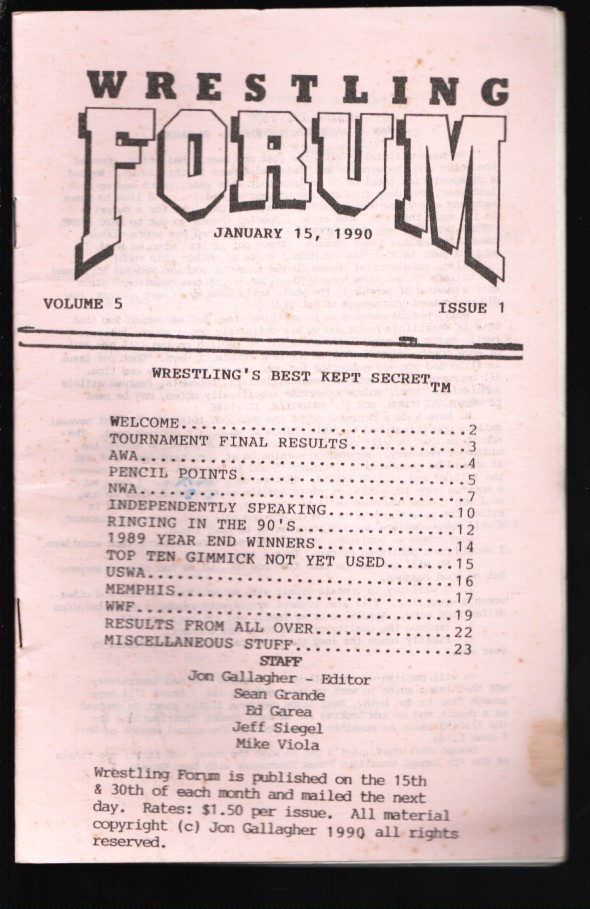 WRESTLING
FORUM
JANUARY 15, 1990
VOLUME 5 ISSUE 1
WRESTLING'S BEST KEPT SECRET TM
WELCOME..............................2
TOURNAMENT FINAL RESULTS.............3
AWA..................................4
PENCIL POINTS........................5
NWA..................................7
INDEPENDENTLY SPEAKING..............10
RINGING IN THE 90'S.................12
1989 YEAR END WINNERS...............14
TOP TEN GIMMICK NOT YET USED........15
USWA................................16
MEMPHIS.............................17
WWF.................................19
RESULTS FROM ALL OVER...............22
MISCELLANEOUS STUFF.................23
STAFF
Jon Gallagher - Editor
Sean Grande
Ed Garea
Jeff Siegel
Mike Viola
Wrestling Forum is published on the 15th
& 30th of each month and mailed the next
day. Rates: $1.50 per issue. All material
copyright (c) Jon Gallagher 1990 all rights
reserved.